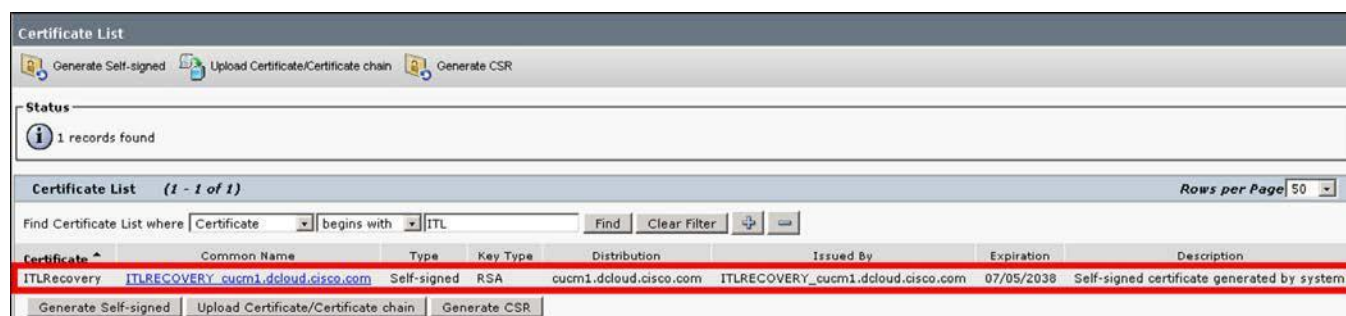 Certificate List
Generate Self-signed Upload Certificate/Certificate chain Generate CSR
Status
1 records found
Certificate List (1 - 1 of 1) Rows per Page 50
Find Certificate List where Certificate begins with ITL Find Clear Filter
Certificate Common Name Type Key Type Distribution Issued By Expiration Description
ITLRecovery ITLRECOVERY_cucm1.dcloud.cisco.com Self-signed RSA cucm1.dcloud.cisco.com ITLRECOVERY_cucm1.dcloud.cisco.com 07/05/2038 Self-signed certificate generated by system
Generate Self-signed Upload Certificate/Certificate chain Generate CSR